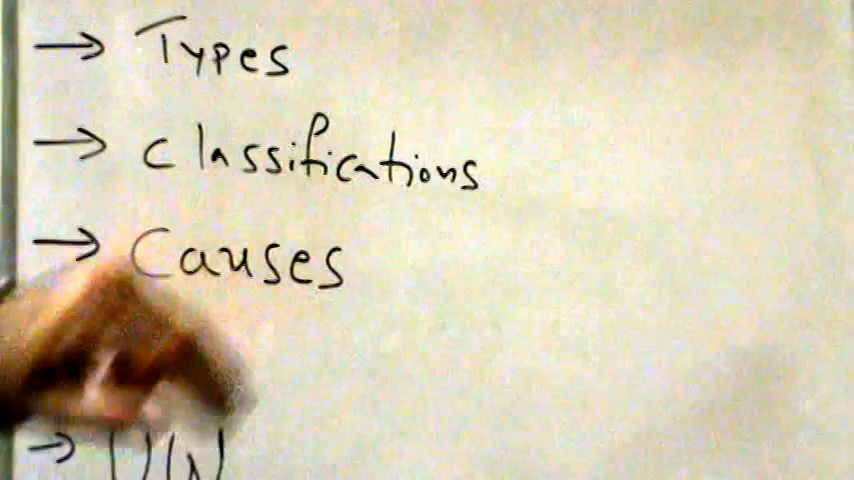 → Types
→ Classifications
→ Causes
→